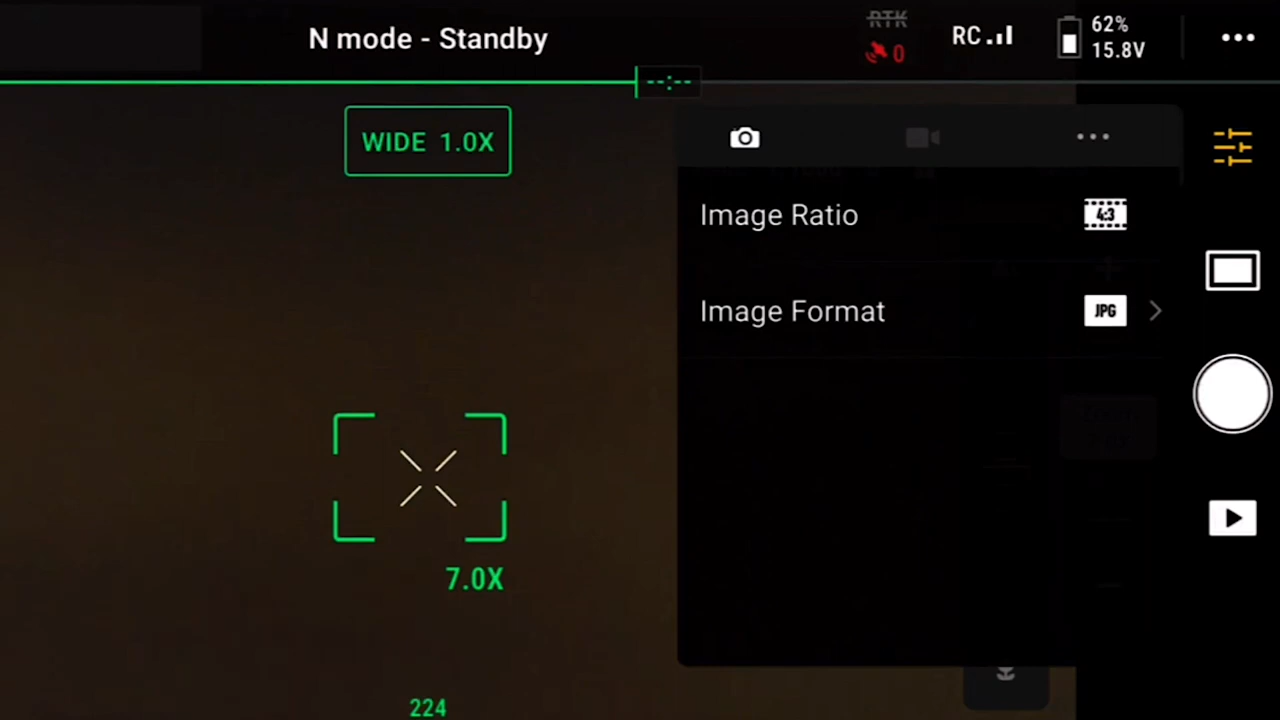 N mode - Standby
RTK
0
RC
62%
15.8V
--:--
WIDE 1.0X
Image Ratio
4:3
Image Format
JPG
7.0X
224